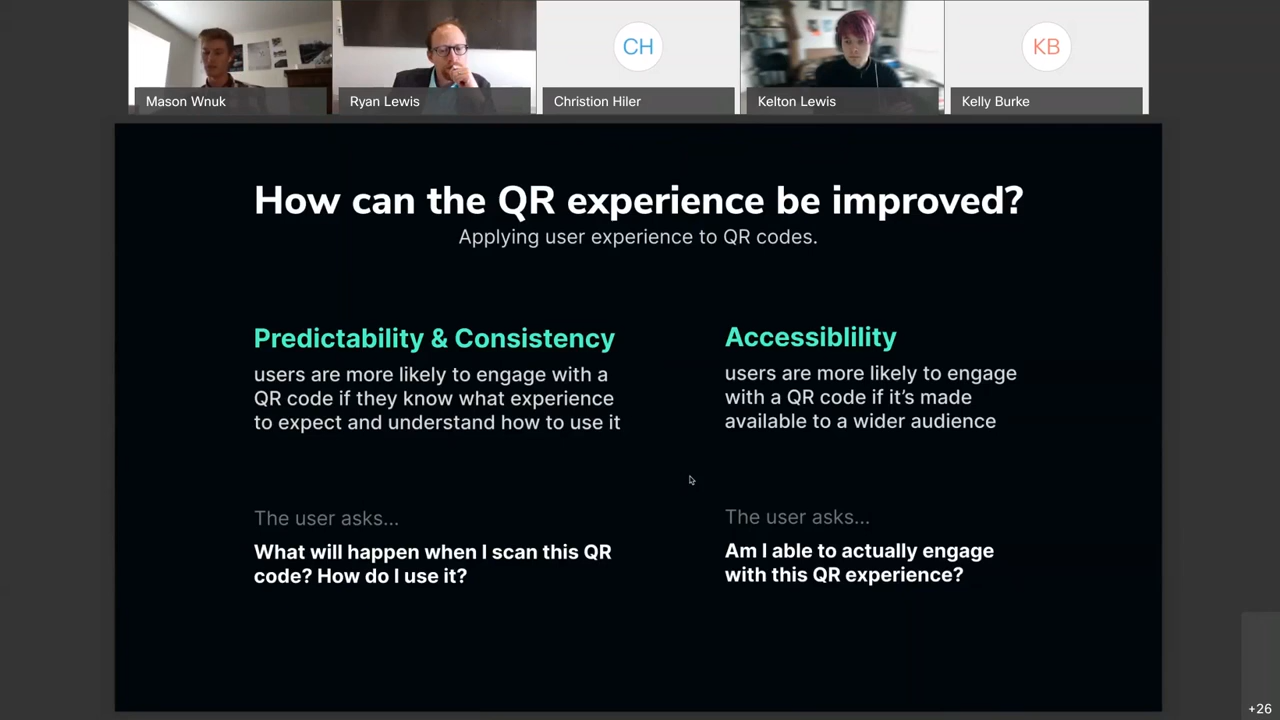 Mason Wnuk
Ryan Lewis
CH
Christion Hiler
Kelton Lewis
KB
Kelly Burke
How can the QR experience be improved?
Applying user experience to QR codes.
Predictability & Consistency
users are more likely to engage with a
QR code if they know what experience
to expect and understand how to use it
The user asks...
What will happen when I scan this QR
code? How do I use it?
Accessiblility
users are more likely to engage
with a QR code if it’s made
available to a wider audience
The user asks...
Am I able to actually engage
with this QR experience?
+26